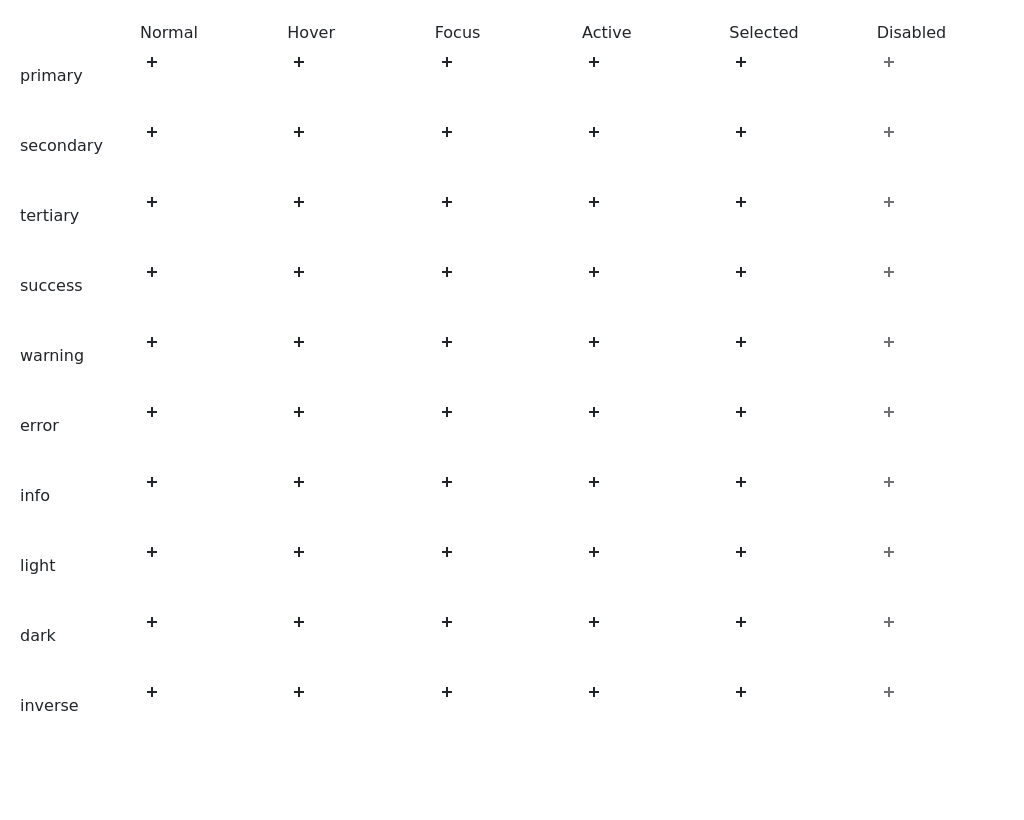 Normal Hover Focus Active Selected Disabled
primary + + + + + +
secondary + + + + + +
tertiary + + + + + +
success + + + + + +
warning + + + + + +
error + + + + + +
info + + + + + +
light + + + + + +
dark + + + + + +
inverse + + + + + +